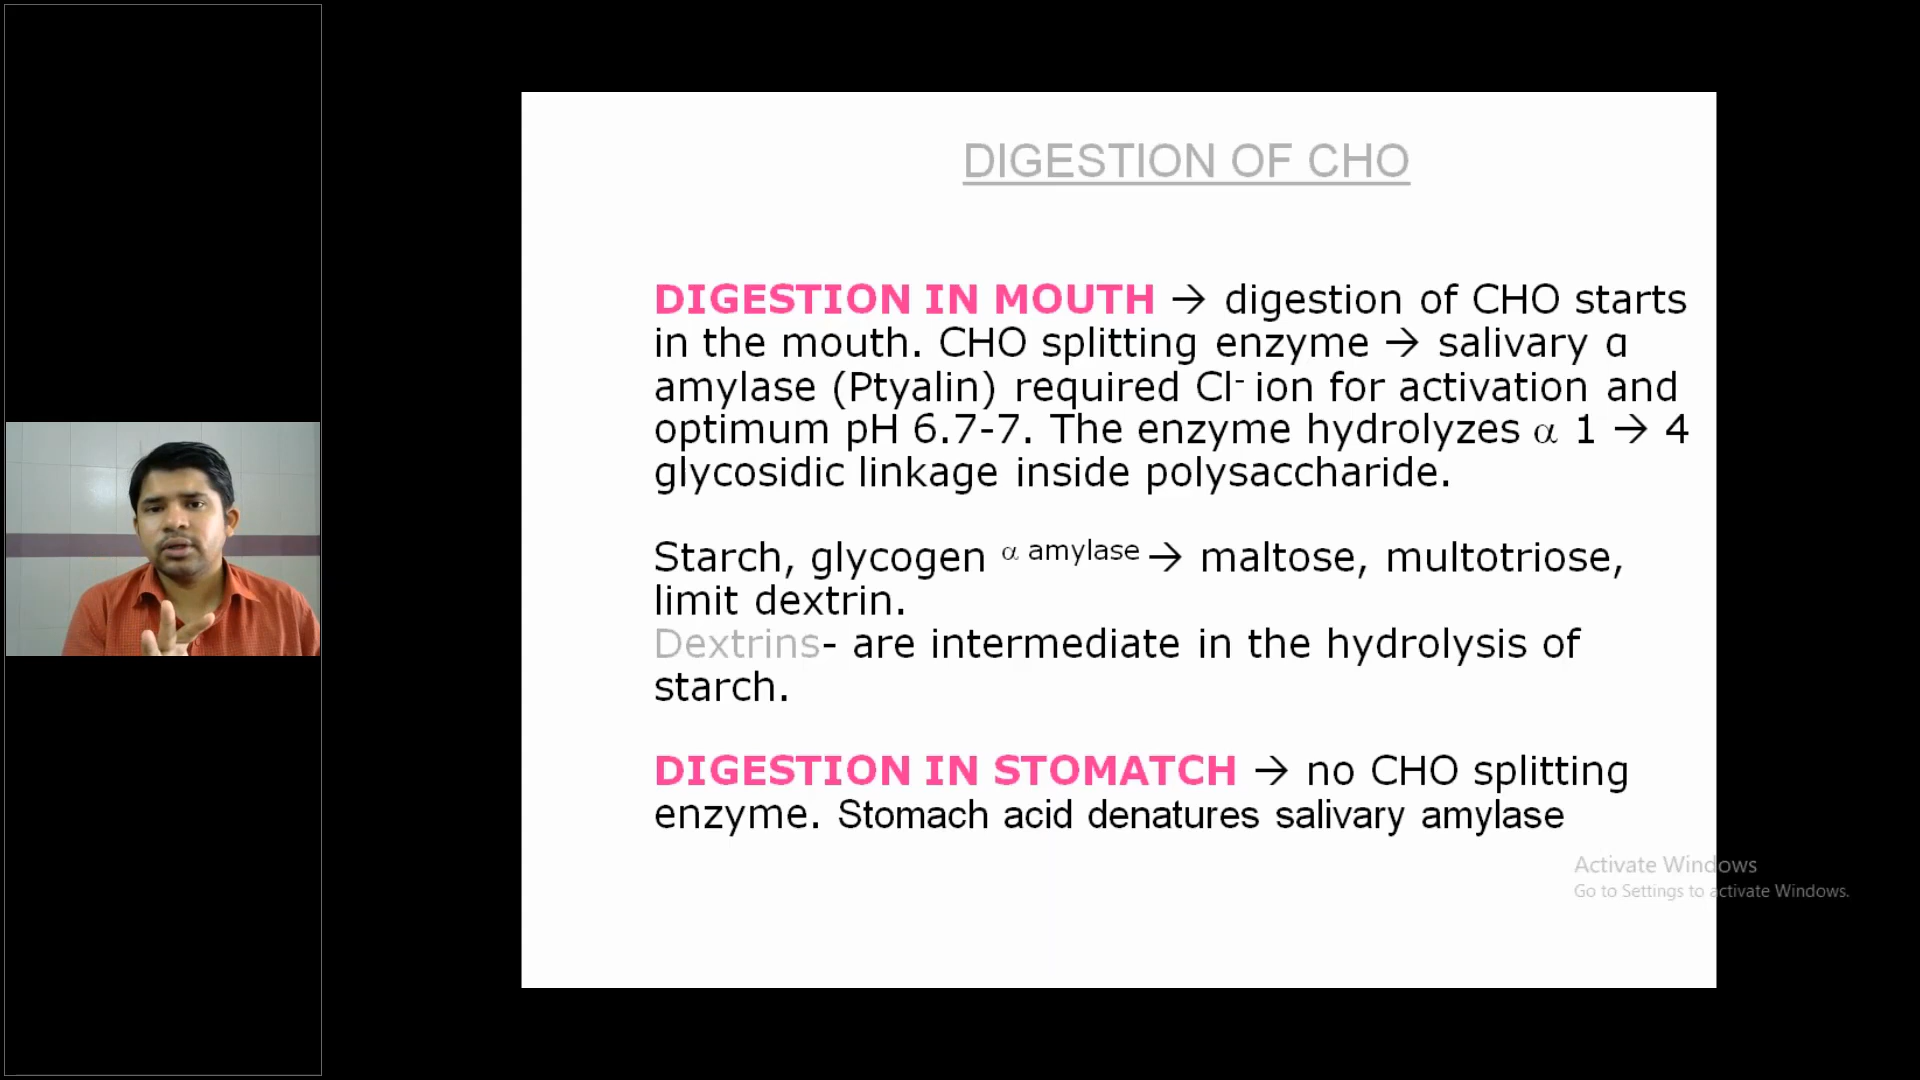 DIGESTION OF CHO
DIGESTION IN MOUTH → digestion of CHO starts
in the mouth. CHO splitting enzyme → salivary ɑ
amylase (Ptyalin) required Cl⁻ ion for activation and
optimum pH 6.7-7. The enzyme hydrolyzes α 1 → 4
glycosidic linkage inside polysaccharide.
Starch, glycogen α amylase → maltose, multotriose,
limit dextrin.
Dextrins- are intermediate in the hydrolysis of
starch.
DIGESTION IN STOMATCH → no CHO splitting
enzyme. Stomach acid denatures salivary amylase
Activate Windows
Go to Settings to activate Windows.